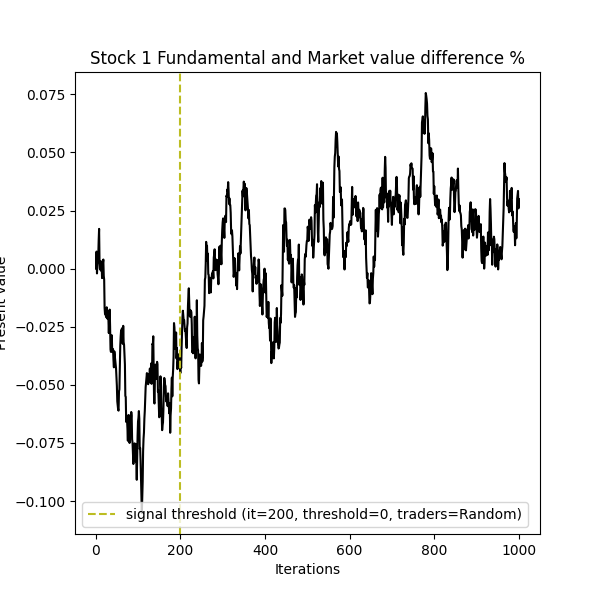 Stock 1 Fundamental and Market value difference %
0.075
0.050
0.025
0.000
−0.025
−0.050
−0.075
−0.100
Present value
signal threshold (it=200, threshold=0, traders=Random)
0 200 400 600 800 1000
Iterations